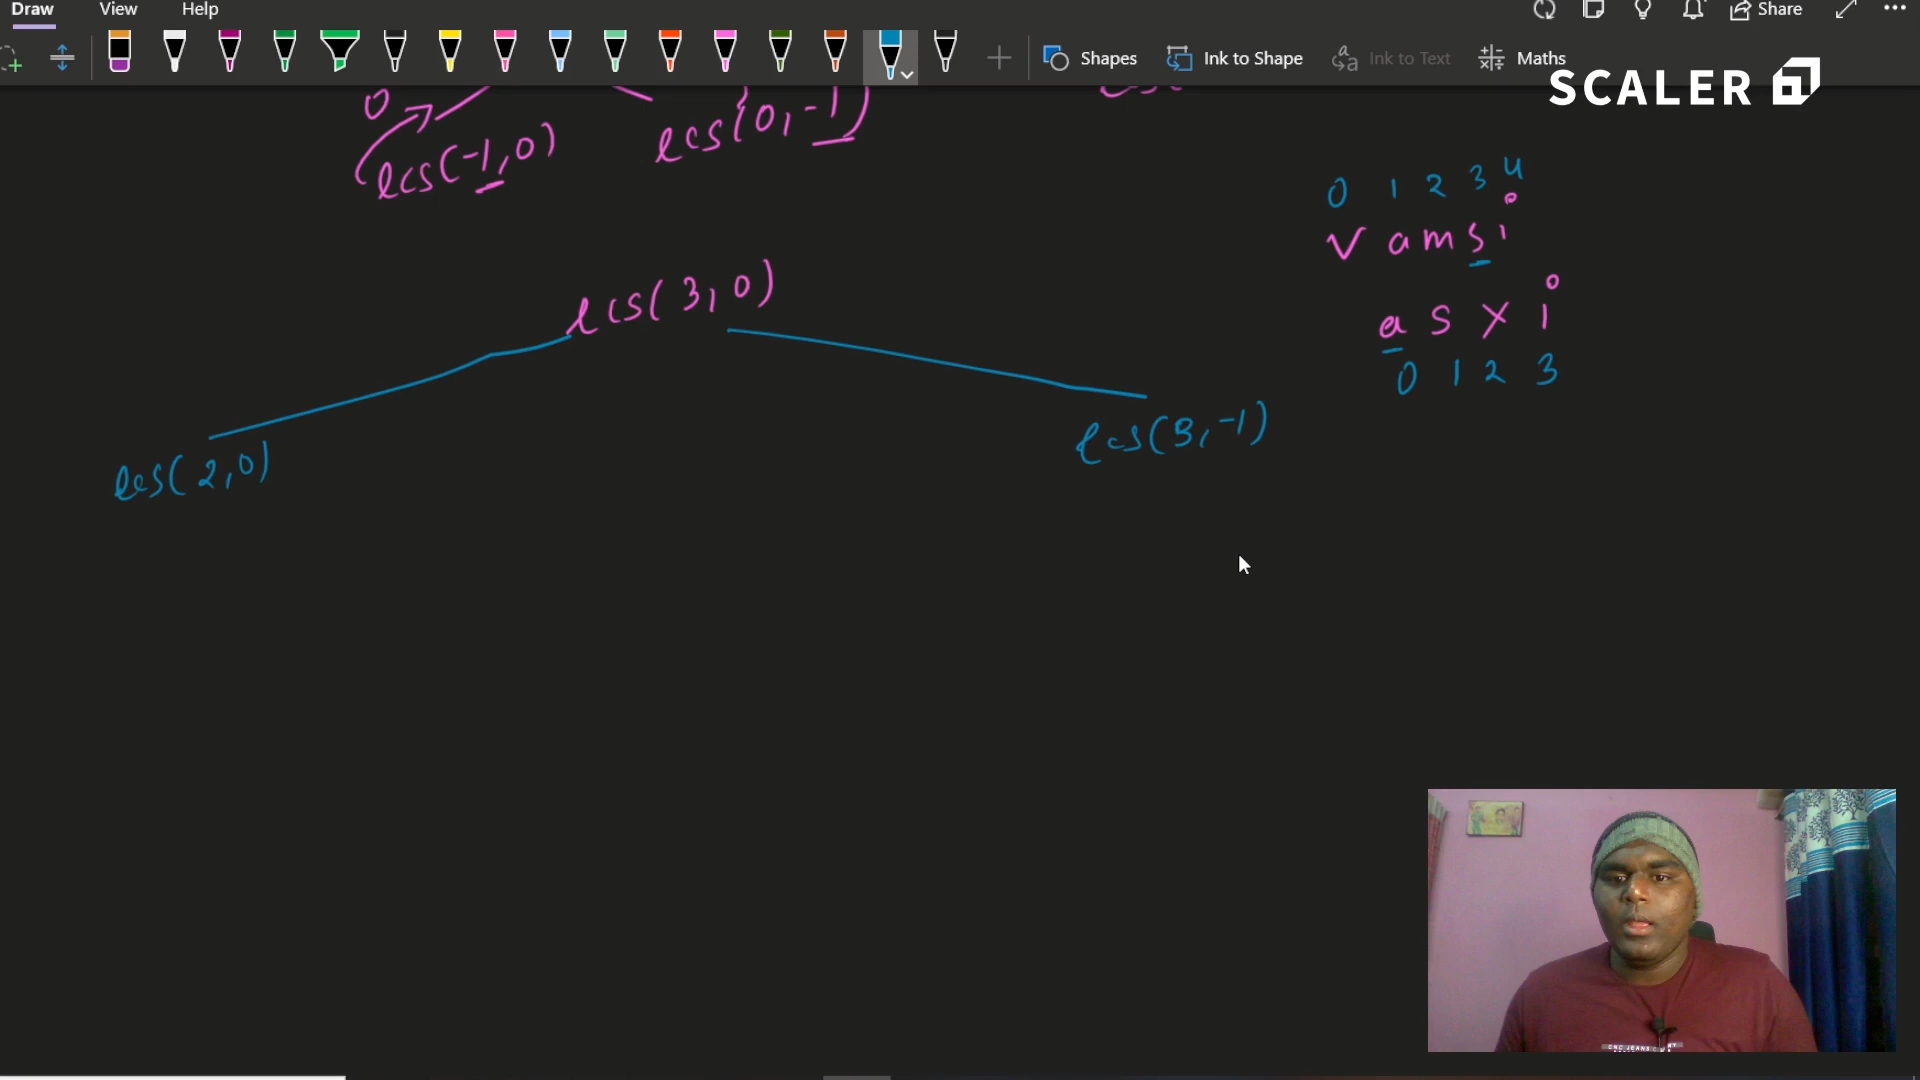 Draw View Help
Share
Shapes Ink to Shape Ink to Text Maths
SCALER
0
lcs(-1,0) lcs(0,-1)
0 1 2 3 4
v a m s i
lcs(3,0)
a s x i
0 1 2 3
lcs(2,0) lcs(3,-1)